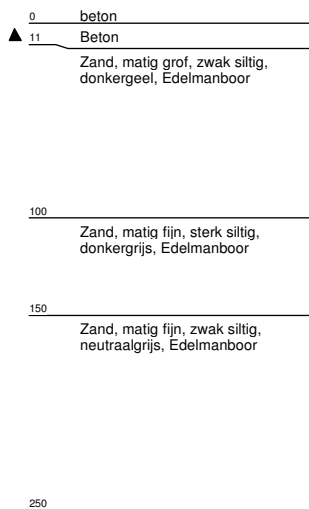 0 beton
11 Beton
Zand, matig grof, zwak siltig,
donkergeel, Edelmanboor
100
Zand, matig fijn, sterk siltig,
donkergrijs, Edelmanboor
150
Zand, matig fijn, zwak siltig,
neutraalgrijs, Edelmanboor
250